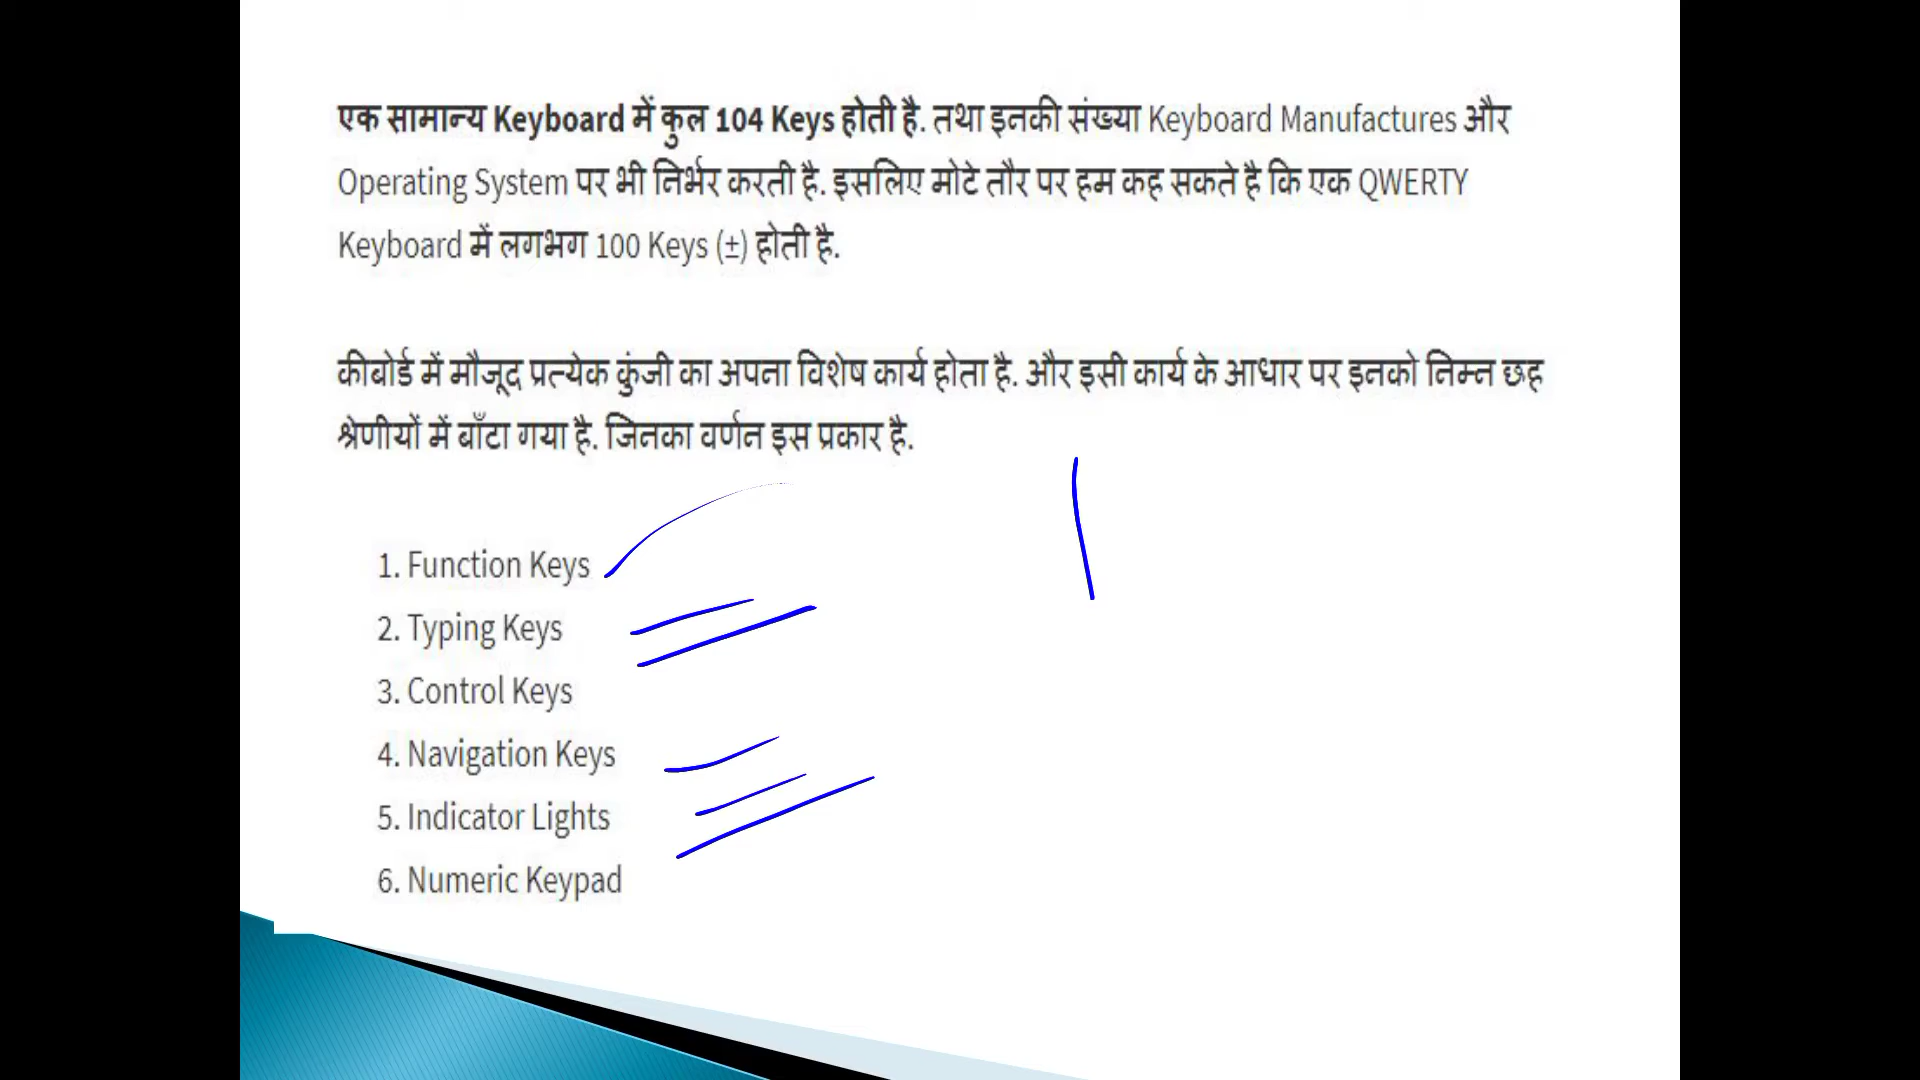 एक सामान्य Keyboard में कुल 104 Keys होती है. तथा इनकी संख्या Keyboard Manufactures और
Operating System पर भी निर्भर करती है. इसलिए मोटे तौर पर हम कह सकते है कि एक QWERTY
Keyboard में लगभग 100 Keys (±) होती है.
कीबोर्ड में मौजूद प्रत्येक कुंजी का अपना विशेष कार्य होता है. और इसी कार्य के आधार पर इनको निम्न छह
श्रेणीयों में बाँटा गया है. जिनका वर्णन इस प्रकार है.
1. Function Keys
2. Typing Keys
3. Control Keys
4. Navigation Keys
5. Indicator Lights
6. Numeric Keypad